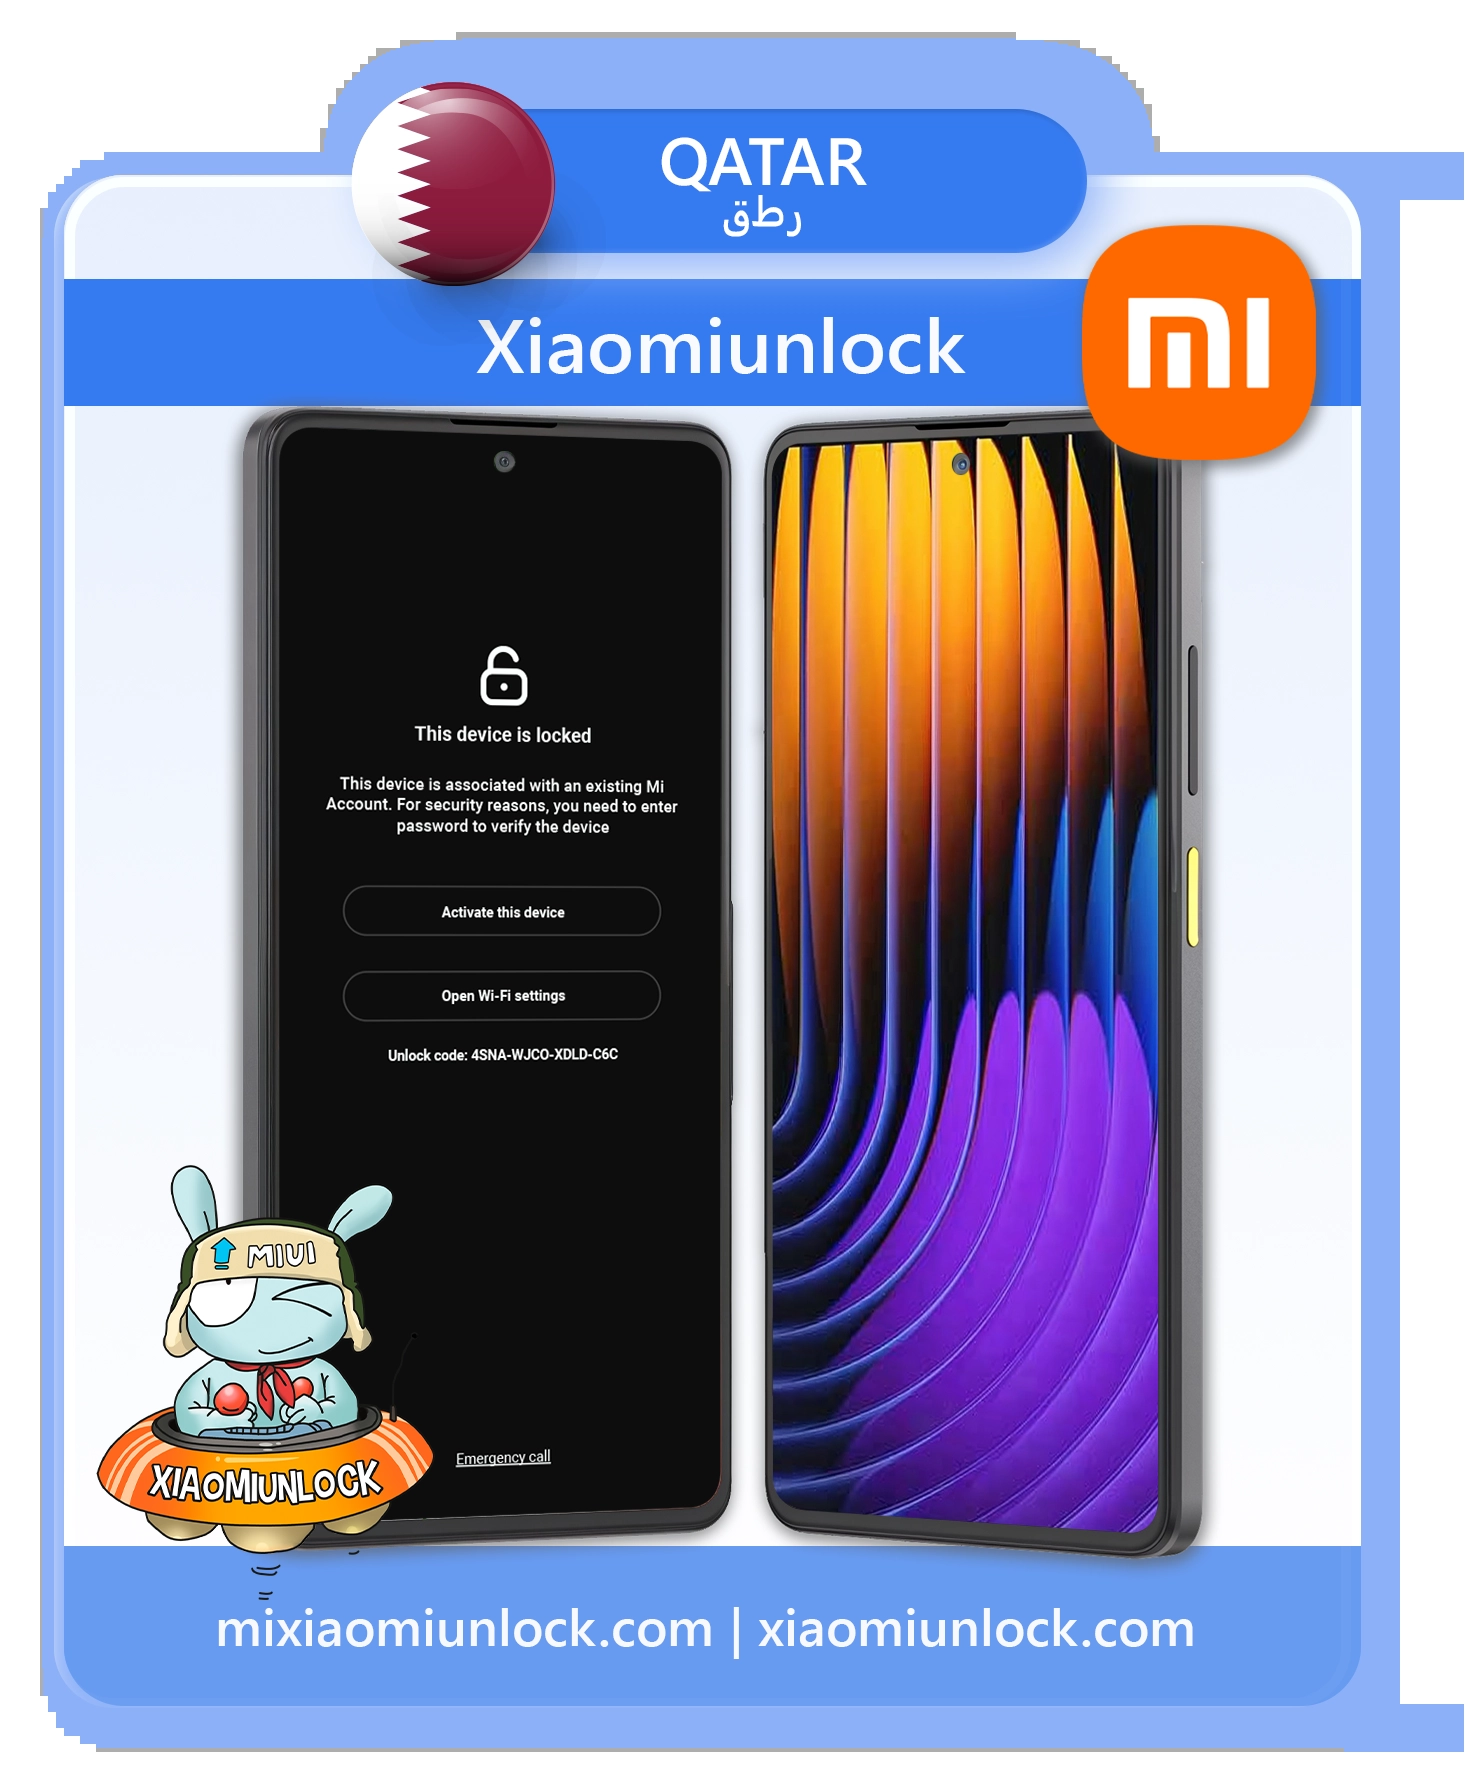 QATAR
قطر
Xiaomiunlock
mi
This device is locked
This device is associated with an existing Mi
Account. For security reasons, you need to enter
password to verify the device
Activate this device
Open Wi-Fi settings
Unlock code: 4SNA-WJCO-XDLD-C6C
MIUI
XIAOMIUNLOCK
Emergency call
mixiaomiunlock.com | xiaomiunlock.com